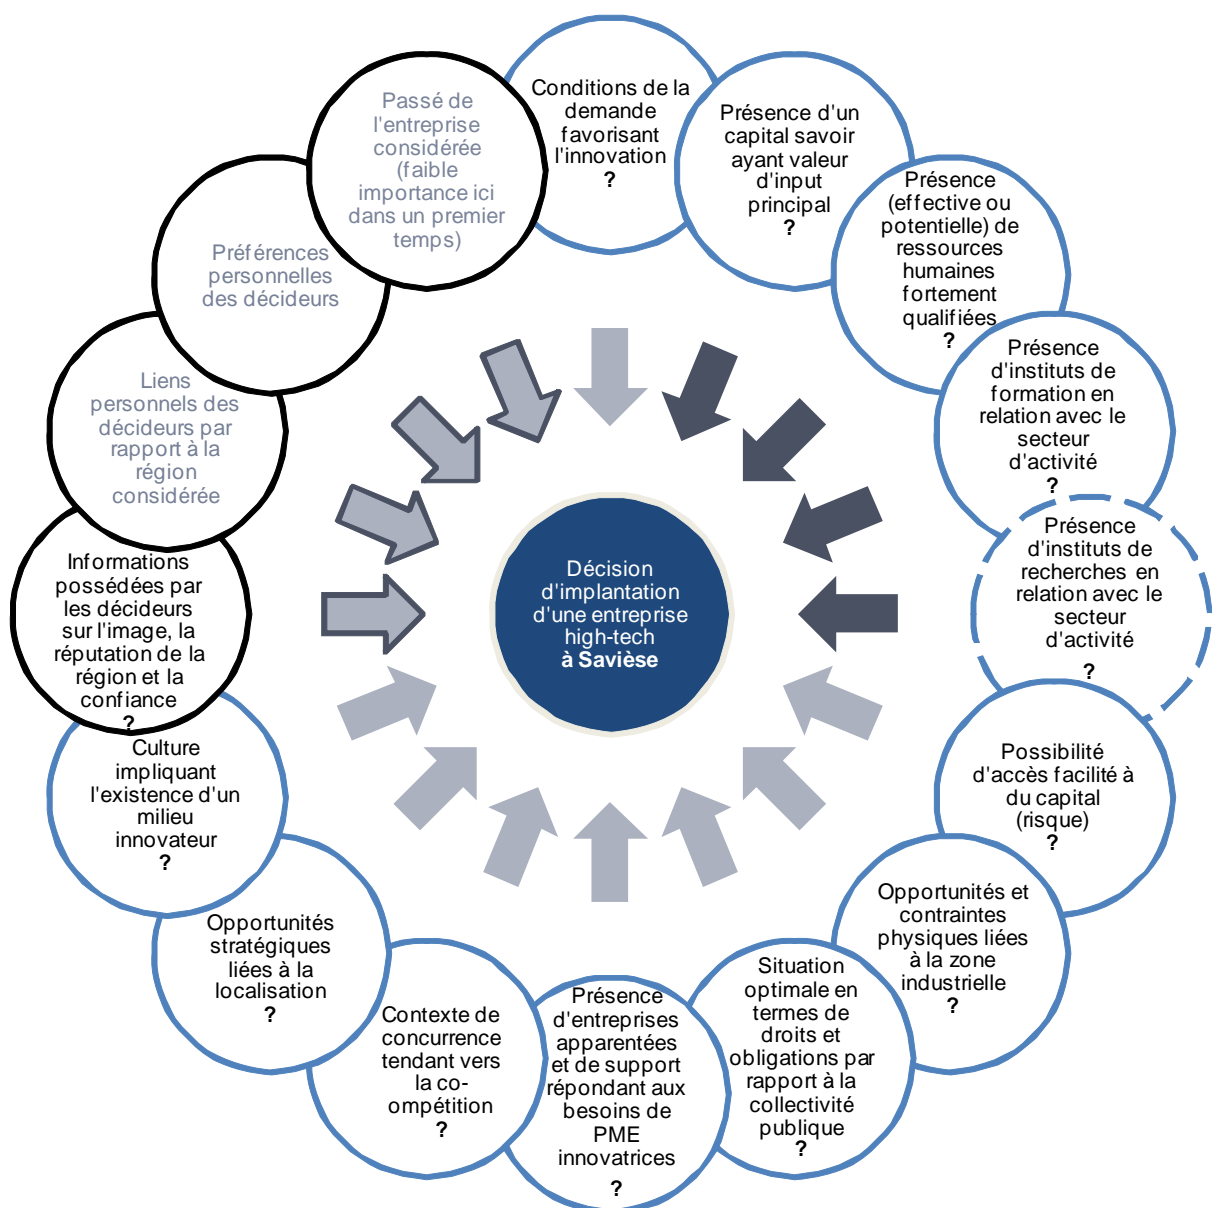 Conditions de la
demande
favorisant
l'innovation
?
Présence d'un
capital savoir
ayant valeur
d'input
principal
?
Présence
(effective ou
potentielle) de
ressources
humaines
fortement
qualifiées
?
Présence
d'instituts de
formation en
relation avec le
secteur
d'activité
?
Présence
d'instituts de
recherches en
relation avec le
secteur
d'activité
?
Possibilité
d'accès facilité à
du capital
(risque)
?
Opportunités et
contraintes
physiques liées
à la zone
industrielle
?
Situation
optimale en
termes de
droits et
obligations par
rapport à la
collectivité
publique
?
Présence
d'entreprises
apparentées
et de support
répondant aux
besoins de
PME
innovatrices
?
Contexte de
concurrence
tendant vers
la co-
ompétition
?
Opportunités
stratégiques
liées à la
localisation
?
Culture
impliquant
l'existence d'un
milieu
innovateur
?
Informations
possédées par
les décideurs
sur l'image, la
réputation de la
région et la
confiance
?
Liens
personnels des
décideurs par
rapport à la
région
considérée
Préférences
personnelles
des décideurs
Passé de
l'entreprise
considérée
(faible
importance ici
dans un premier
temps)
Décision
d'implantation
d'une entreprise
high-tech
à Savièse